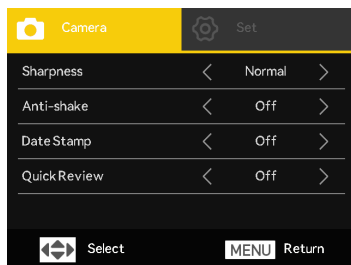 Camera Set
Sharpness Normal
Anti-shake Off
Date Stamp Off
Quick Review Off
Select MENU Return